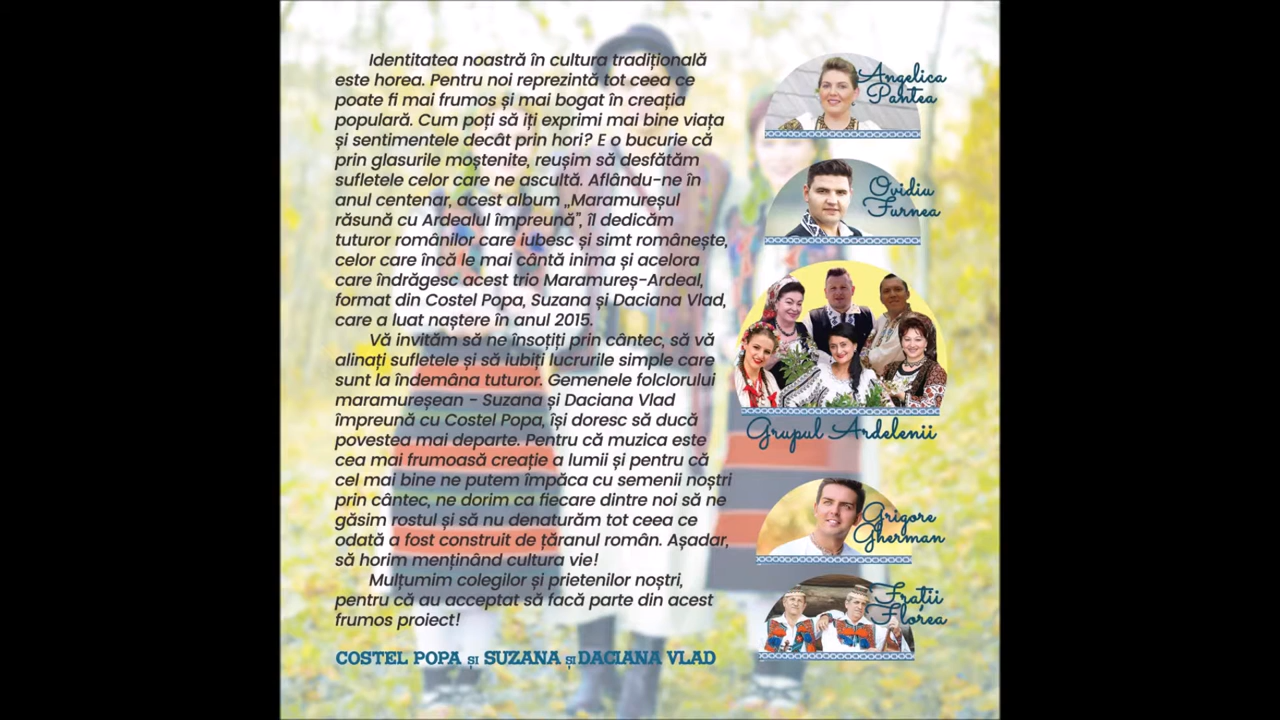 Identitatea noastră în cultura tradițională
este horea. Pentru noi reprezintă tot ceea ce
poate fi mai frumos și mai bogat în creația
populară. Cum poți să iți exprimi mai bine viața
și sentimentele decât prin hori? E o bucurie că
prin glasurile moștenite, reușim să desfătăm
sufletele celor care ne ascultă. Aflându-ne în
anul centenar, acest album „Maramureșul
răsună cu Ardealul împreună”, îl dedicăm
tuturor românilor care iubesc și simt românește,
celor care încă le mai cântă inima și acelora
care îndrăgesc acest trio Maramureș-Ardeal,
format din Costel Popa, Suzana și Daciana Vlad,
care a luat naștere în anul 2015.
Vă invităm să ne însoțiți prin cântec, să vă
alinați sufletele și să iubiți lucrurile simple care
sunt la îndemâna tuturor. Gemenele folclorului
maramureșean - Suzana și Daciana Vlad
împreună cu Costel Popa, își doresc să ducă
povestea mai departe. Pentru că muzica este
cea mai frumoasă creație a lumii și pentru că
cel mai bine ne putem împăca cu semenii noștri
prin cântec, ne dorim ca fiecare dintre noi să ne
găsim rostul și să nu denaturăm tot ceea ce
odată a fost construit de țăranul român. Așadar,
să horim menținând cultura vie!
Mulțumim colegilor și prietenilor noștri,
pentru că au acceptat să facă parte din acest
frumos proiect!
COSTEL POPA și SUZANA și DACIANA VLAD
Angelica
Pantea
Ovidiu
Furnea
Grupul Ardelenii
Grigore
Gherman
Frații
Florea